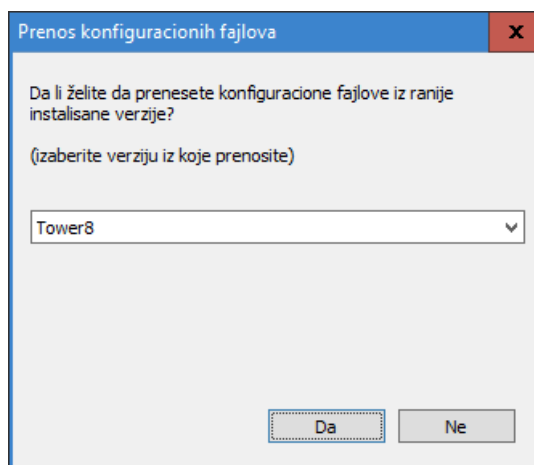 Prenos konfiguracionih fajlova
Da li želite da prenesete konfiguracione fajlove iz ranije
instalisane verzije?
(izaberite verziju iz koje prenosite)
Tower8
Da
Ne